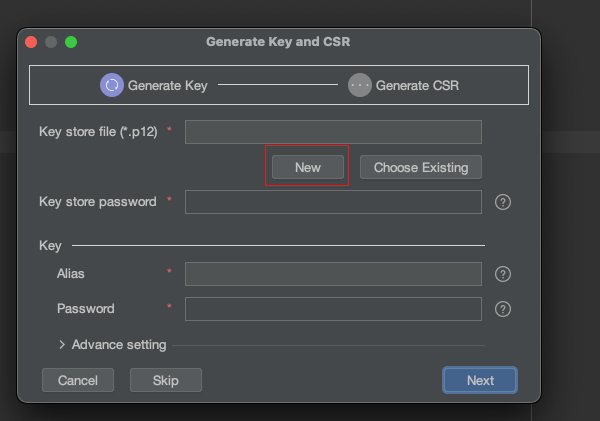 Generate Key and CSR
Generate Key
Generate CSR
Key store file (*.p12) *
New
Choose Existing
Key store password *
?
Key
Alias *
?
Password *
?
Advance setting
Cancel
Skip
Next